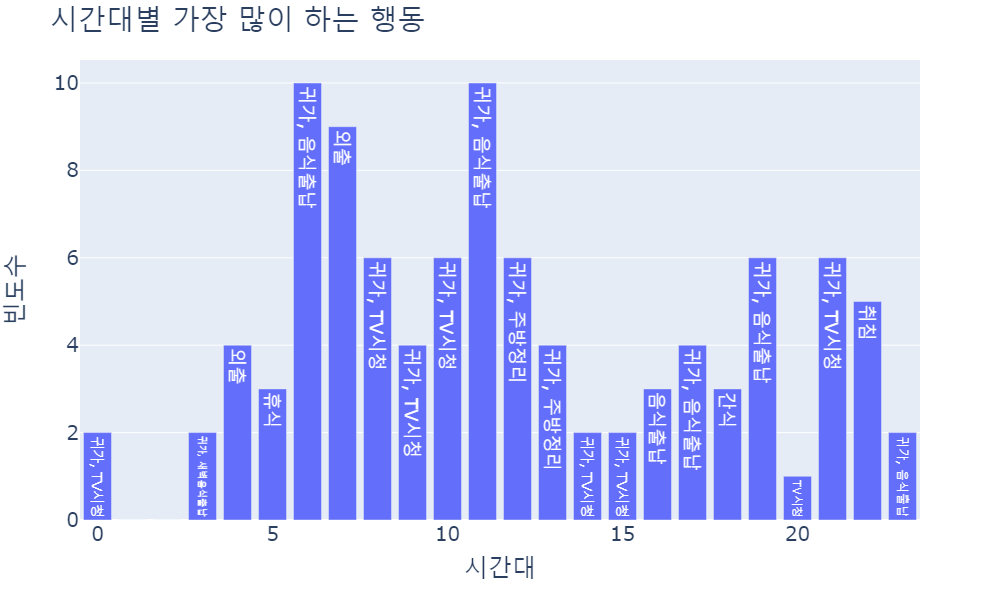 시간대별 가장 많이 하는 행동
빈도수
10
8
6
4
2
0
귀가, TV시청
귀가, 새벽음식출납
외출
휴식
귀가, 음식출납
외출
귀가, TV시청
귀가, TV시청
귀가, TV시청
귀가, 음식출납
귀가, 주방정리
귀가, 주방정리
귀가, TV시청
귀가, TV시청
음식출납
귀가, 음식출납
간식
귀가, 음식출납
TV시청
귀가, TV시청
취침
귀가, 음식출납
0
5
10
15
20
시간대